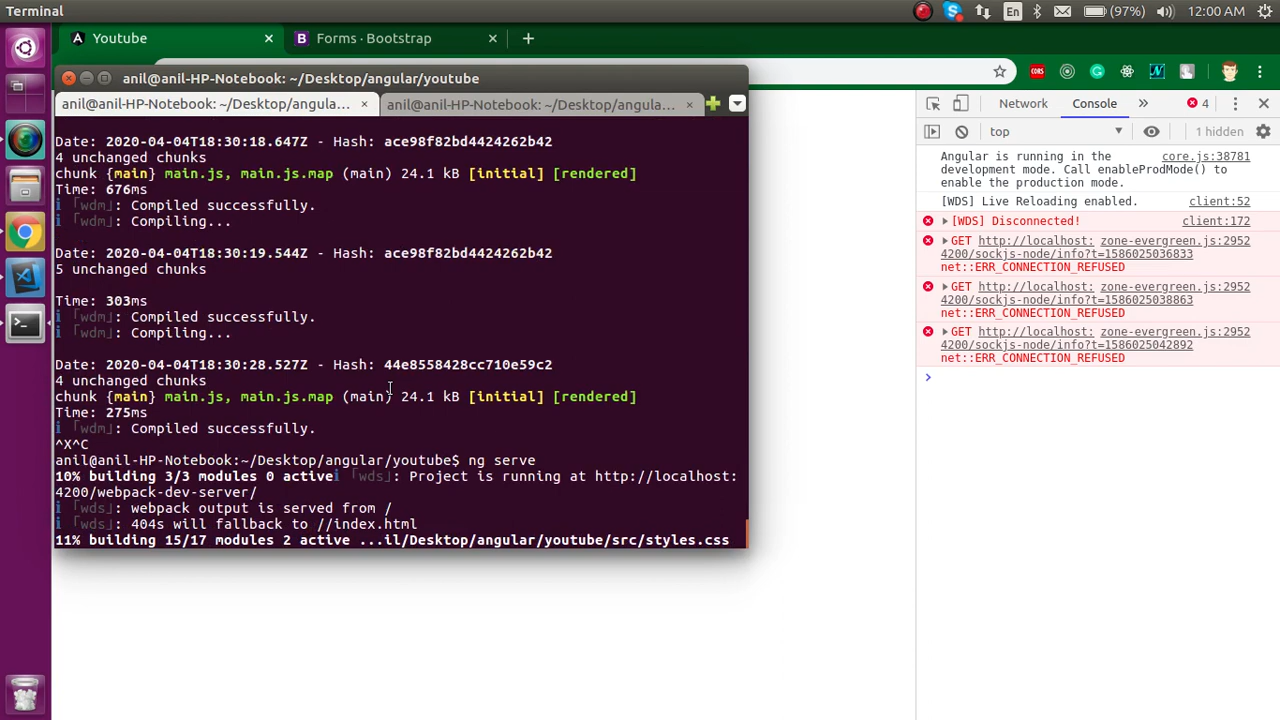 Terminal
En
(97%)
12:00 AM
Youtube
Forms · Bootstrap
anil@anil-HP-Notebook: ~/Desktop/angular/youtube
anil@anil-HP-Notebook: ~/Desktop/angula...
anil@anil-HP-Notebook: ~/Desktop/angula...
Date: 2020-04-04T18:30:18.647Z - Hash: ace98f82bd4424262b42
4 unchanged chunks
chunk {main} main.js, main.js.map (main) 24.1 kB [initial] [rendered]
Time: 676ms
ℹ 「wdm」: Compiled successfully.
ℹ 「wdm」: Compiling...
Date: 2020-04-04T18:30:19.544Z - Hash: ace98f82bd4424262b42
5 unchanged chunks
Time: 303ms
ℹ 「wdm」: Compiled successfully.
ℹ 「wdm」: Compiling...
Date: 2020-04-04T18:30:28.527Z - Hash: 44e8558428cc710e59c2
4 unchanged chunks
chunk {main} main.js, main.js.map (main) 24.1 kB [initial] [rendered]
Time: 275ms
ℹ 「wdm」: Compiled successfully.
^X^C
anil@anil-HP-Notebook:~/Desktop/angular/youtube$ ng serve
10% building 3/3 modules 0 activeℹ 「wds」: Project is running at http://localhost:
4200/webpack-dev-server/
ℹ 「wds」: webpack output is served from /
ℹ 「wds」: 404s will fallback to //index.html
11% building 15/17 modules 2 active ...il/Desktop/angular/youtube/src/styles.css
CORS
Network
Console
4
top
1 hidden
Angular is running in the core.js:38781
development mode. Call enableProdMode() to
enable the production mode.
[WDS] Live Reloading enabled. client:52
[WDS] Disconnected! client:172
GET http://localhost: zone-evergreen.js:2952
4200/sockjs-node/info?t=1586025036833
net::ERR_CONNECTION_REFUSED
GET http://localhost: zone-evergreen.js:2952
4200/sockjs-node/info?t=1586025038863
net::ERR_CONNECTION_REFUSED
GET http://localhost: zone-evergreen.js:2952
4200/sockjs-node/info?t=1586025042892
net::ERR_CONNECTION_REFUSED